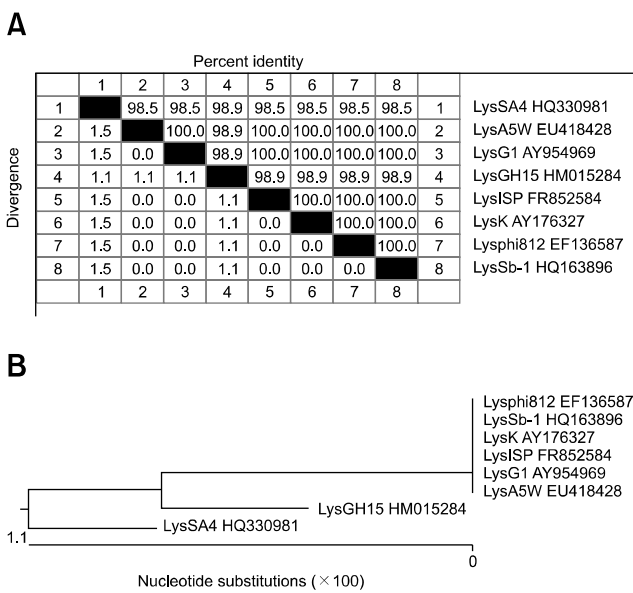 A
Percent identity
1 2 3 4 5 6 7 8
1 98.5 98.5 98.9 98.5 98.5 98.5 98.5 1 LysSA4 HQ330981
2 1.5 100.0 98.9 100.0 100.0 100.0 100.0 2 LysA5W EU418428
3 1.5 0.0 98.9 100.0 100.0 100.0 100.0 3 LysG1 AY954969
4 1.1 1.1 1.1 98.9 98.9 98.9 98.9 4 LysGH15 HM015284
5 1.5 0.0 0.0 1.1 100.0 100.0 100.0 5 LysISP FR852584
6 1.5 0.0 0.0 1.1 0.0 100.0 100.0 6 LysK AY176327
7 1.5 0.0 0.0 1.1 0.0 0.0 100.0 7 Lysphi812 EF136587
8 1.5 0.0 0.0 1.1 0.0 0.0 0.0 8 LysSb-1 HQ163896
1 2 3 4 5 6 7 8
Divergence
B
Lysphi812 EF136587
LysSb-1 HQ163896
LysK AY176327
LysISP FR852584
LysG1 AY954969
LysA5W EU418428
LysGH15 HM015284
LysSA4 HQ330981
1.1
0
Nucleotide substitutions (×100)